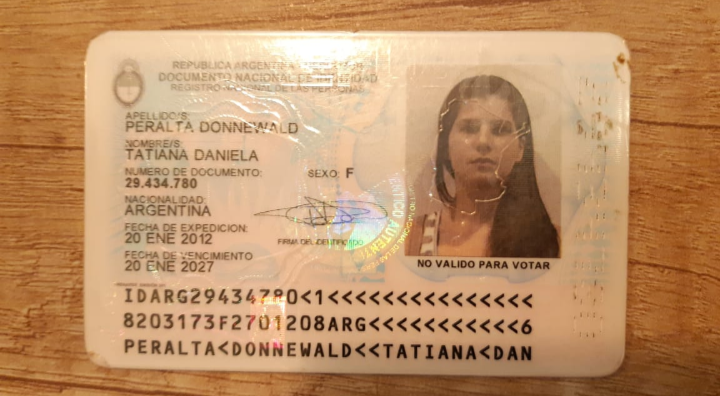 REPUBLICA ARGENTINA
DOCUMENTO NACIONAL DE IDENTIDAD
REGISTRO NACIONAL DE LAS PERSONAS
APELLIDO/S
PERALTA DONNEWALD
NOMBRE/S
TATIANA DANIELA
NUMERO DE DOCUMENTO: SEXO: F
29.434.780
NACIONALIDAD:
ARGENTINA
FECHA DE EXPEDICION:
20 ENE 2012
FIRMA DEL IDENTIFICADO
FECHA DE VENCIMIENTO
20 ENE 2027
AUTENTICO
NO VALIDO PARA VOTAR
IDARG29434780<1<<<<<<<<<<<<<<<
8203173F2701208ARG<<<<<<<<<<<6
PERALTA<DONNEWALD<<TATIANA<DAN